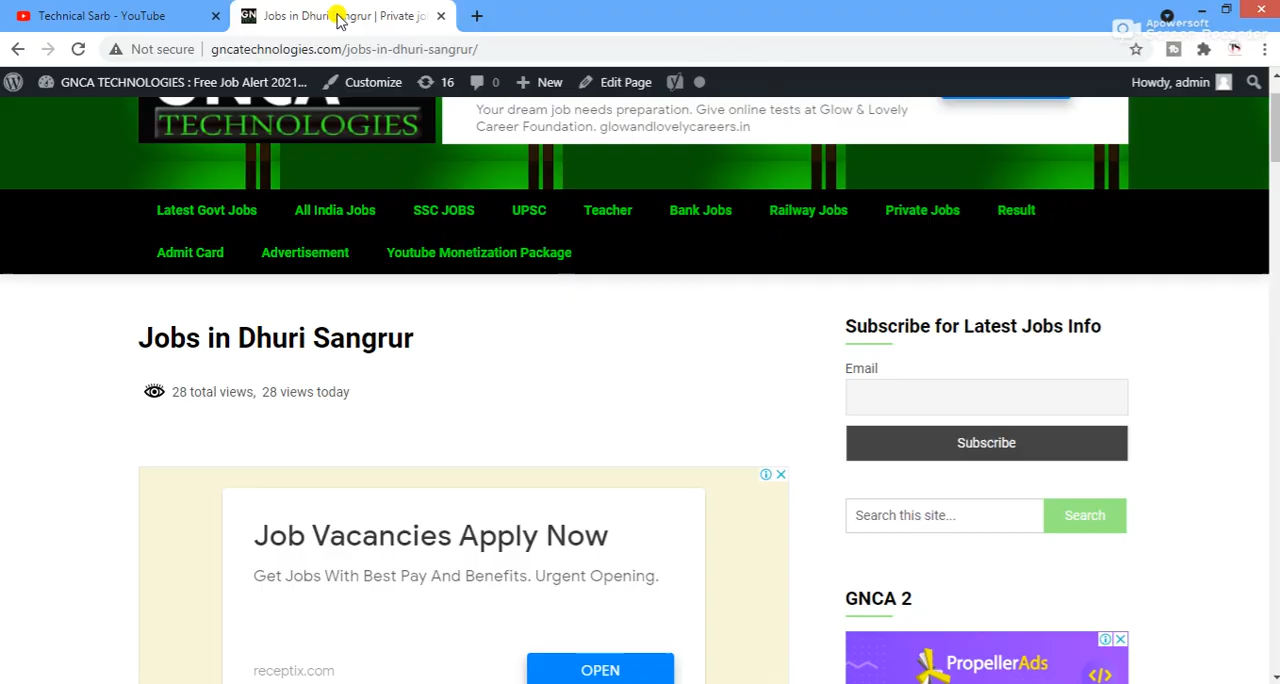 Technical Sarb - YouTube
Jobs in Dhuri Sangrur | Private jo
Apowersoft
Screen Recorder
Not secure
gncatechnologies.com/jobs-in-dhuri-sangrur/
GNCA TECHNOLOGIES : Free Job Alert 2021...
Customize
16
0
New
Edit Page
Howdy, admin
TECHNOLOGIES
Your dream job needs preparation. Give online tests at Glow & Lovely
Career Foundation. glowandlovelycareers.in
Latest Govt Jobs
All India Jobs
SSC JOBS
UPSC
Teacher
Bank Jobs
Railway Jobs
Private Jobs
Result
Admit Card
Advertisement
Youtube Monetization Package
Jobs in Dhuri Sangrur
28 total views, 28 views today
Job Vacancies Apply Now
Get Jobs With Best Pay And Benefits. Urgent Opening.
receptix.com
OPEN
Subscribe for Latest Jobs Info
Email
Subscribe
Search this site...
Search
GNCA 2
PropellerAds